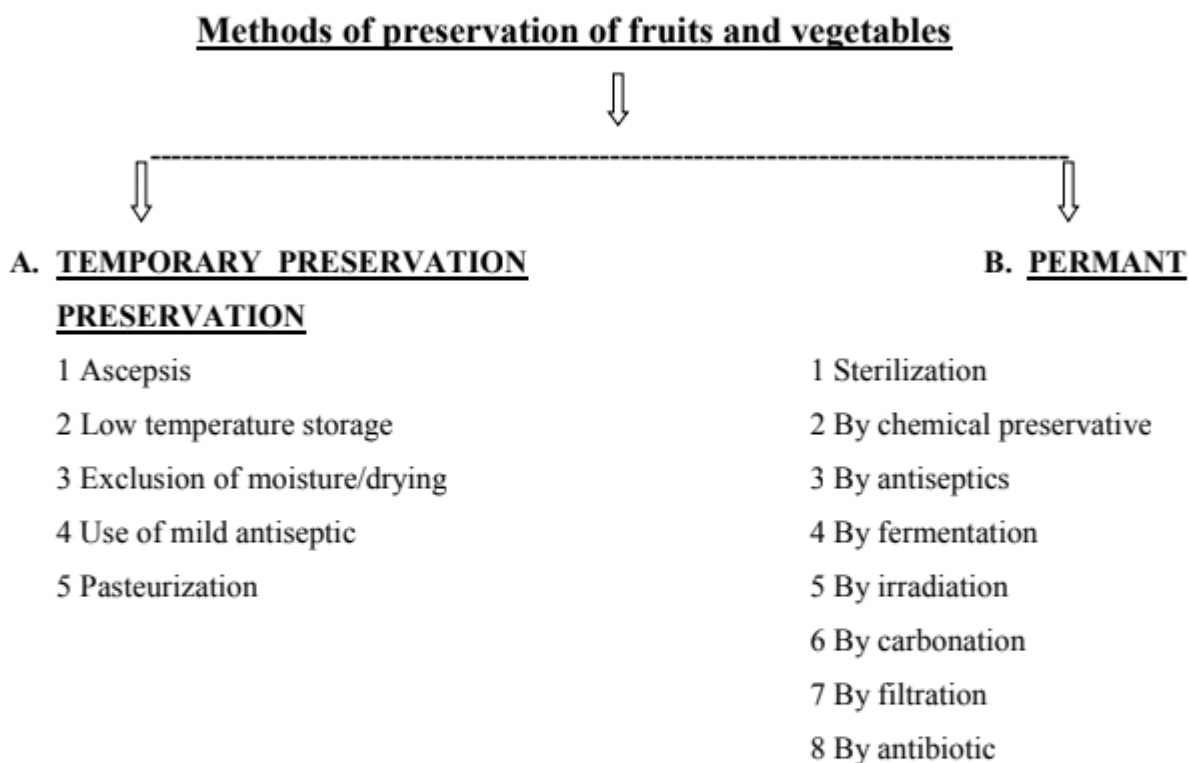 Methods of preservation of fruits and vegetables
A. TEMPORARY PRESERVATION B. PERMANT
PRESERVATION
1 Ascepsis 1 Sterilization
2 Low temperature storage 2 By chemical preservative
3 Exclusion of moisture/drying 3 By antiseptics
4 Use of mild antiseptic 4 By fermentation
5 Pasteurization 5 By irradiation
6 By carbonation
7 By filtration
8 By antibiotic